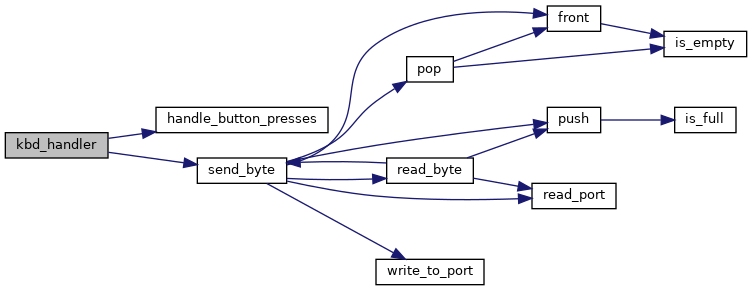 kbd_handler
handle_button_presses
send_byte
pop
front
is_empty
push
is_full
read_byte
read_port
write_to_port